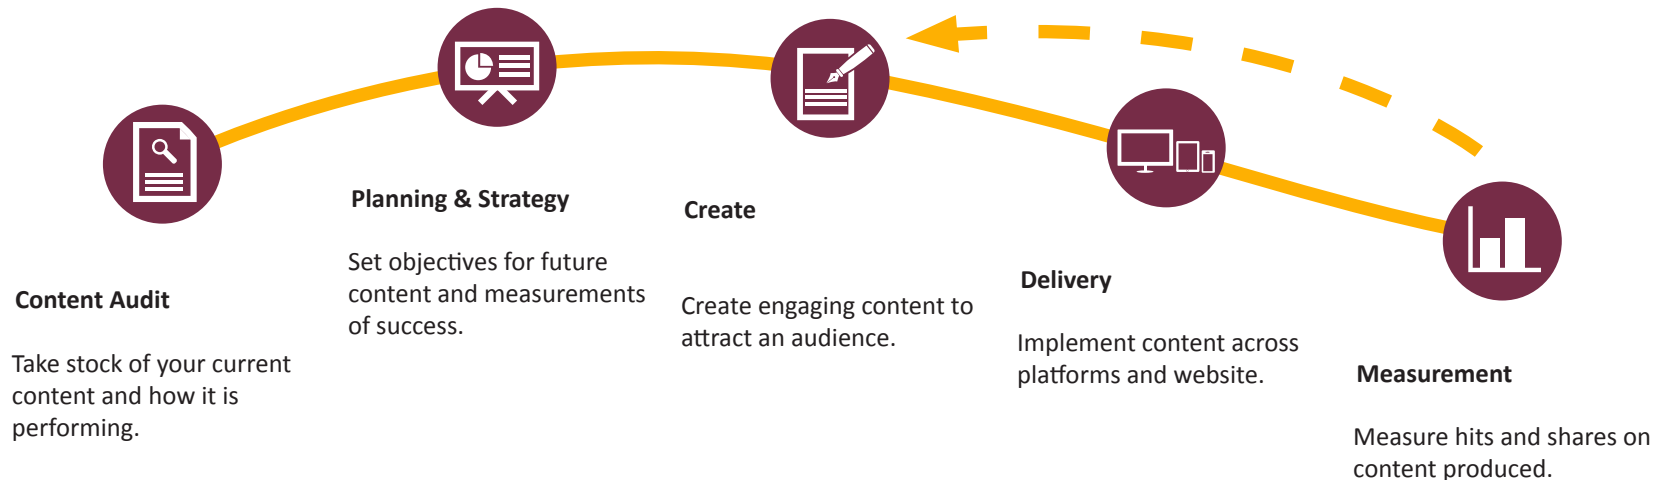 Content Audit
Take stock of your current
content and how it is
performing.
Planning & Strategy
Set objectives for future
content and measurements
of success.
Create
Create engaging content to
attract an audience.
Delivery
Implement content across
platforms and website.
Measurement
Measure hits and shares on
content produced.